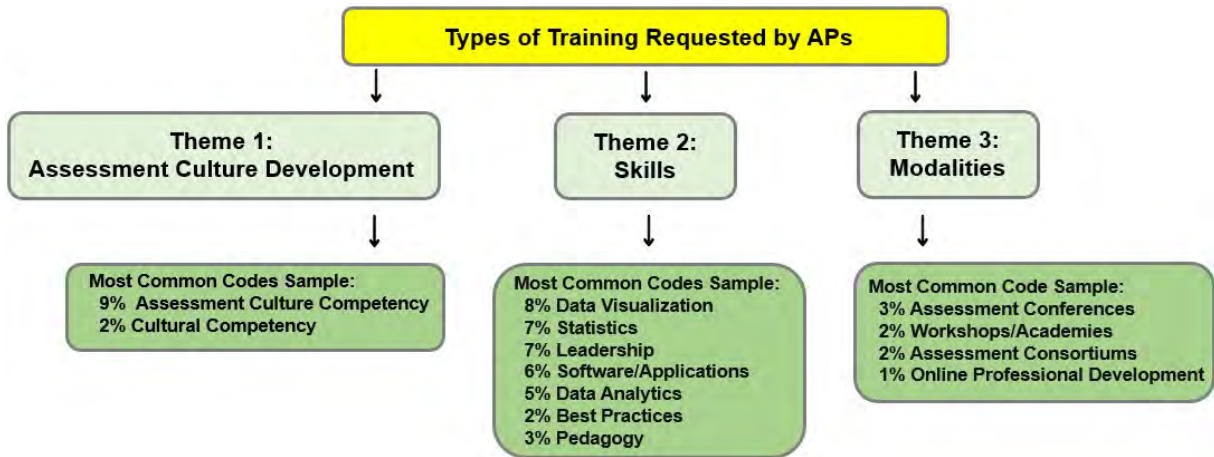 Types of Training Requested by APs
Theme 1:
Assessment Culture Development
Theme 2:
Skills
Theme 3:
Modalities
Most Common Codes Sample:
9% Assessment Culture Competency
2% Cultural Competency
Most Common Codes Sample:
8% Data Visualization
7% Statistics
7% Leadership
6% Software/Applications
5% Data Analytics
2% Best Practices
3% Pedagogy
Most Common Code Sample:
3% Assessment Conferences
2% Workshops/Academies
2% Assessment Consortiums
1% Online Professional Development